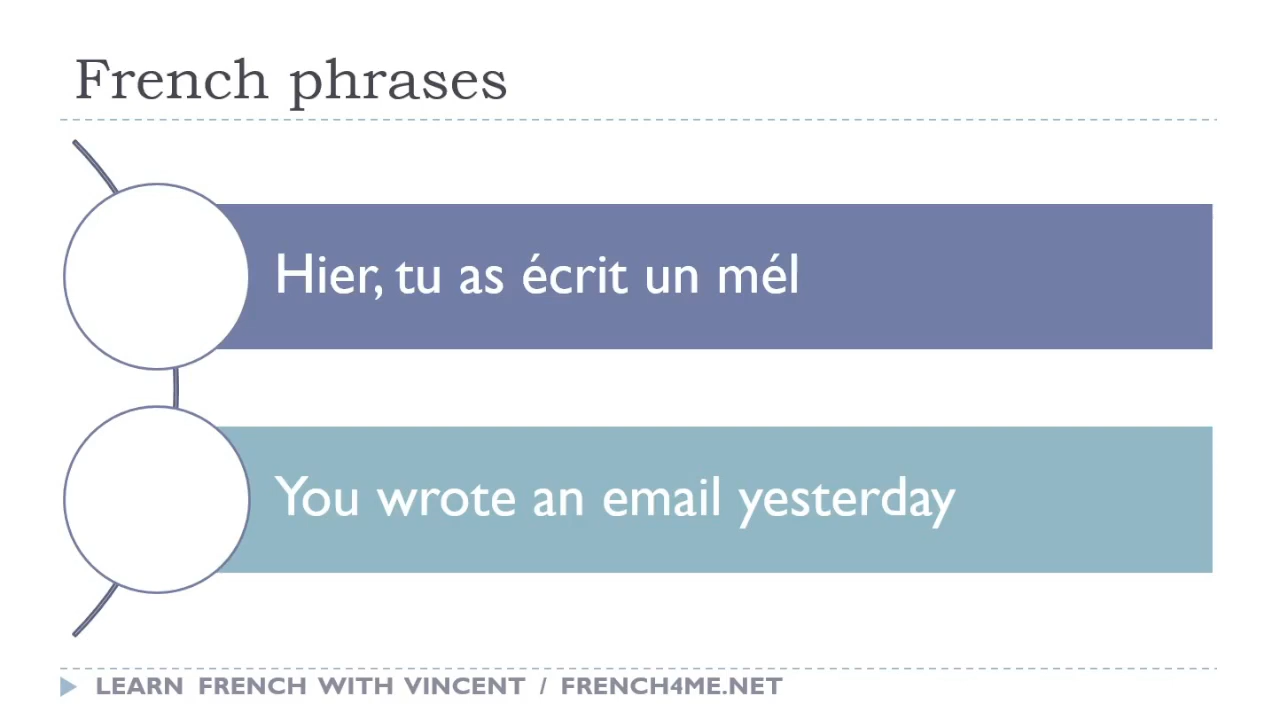 French phrases
Hier, tu as écrit un mél
You wrote an email yesterday
LEARN FRENCH WITH VINCENT / FRENCH4ME.NET